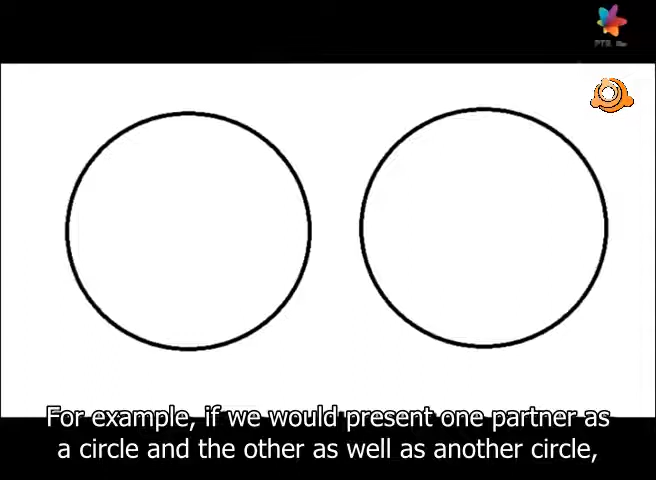 For example, if we would present one partner as
a circle and the other as well as another circle,